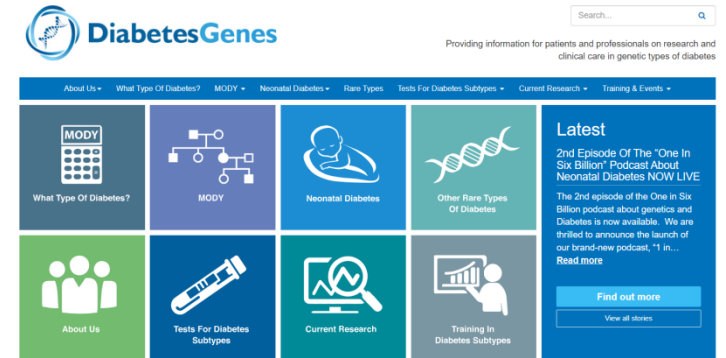 Search...
DiabetesGenes
Providing information for patients and professionals on research and
clinical care in genetic types of diabetes
About Us
What Type Of Diabetes?
MODY
Neonatal Diabetes
Rare Types
Tests For Diabetes Subtypes
Current Research
Training & Events
MODY
What Type Of Diabetes?
MODY
Neonatal Diabetes
Other Rare Types
Of Diabetes
Latest
2nd Episode Of The "One In
Six Billion" Podcast About
Neonatal Diabetes NOW LIVE
The 2nd episode of the One in Six
Billion podcast about genetics and
Diabetes is now available. We are
thrilled to announce the launch of
our brand-new podcast, "1 in...
Read more
Find out more
View all stories
About Us
Tests For Diabetes
Subtypes
Current Research
Training In
Diabetes Subtypes